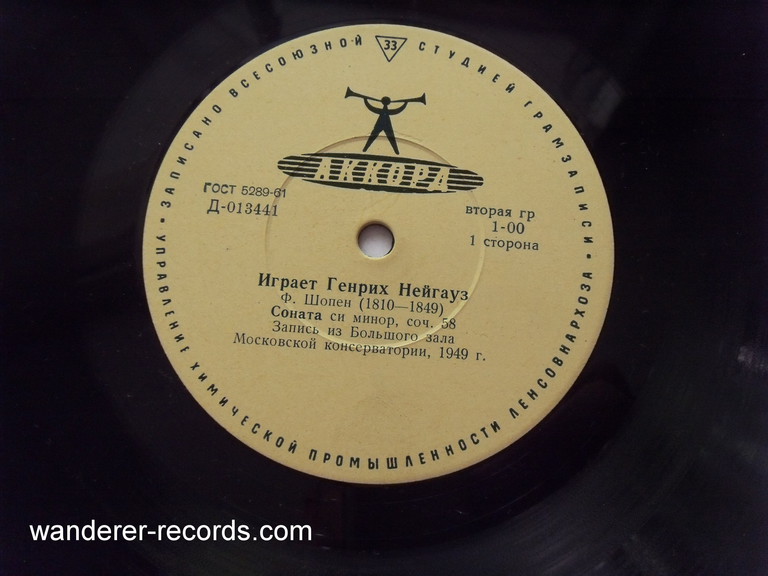 ЗАПИСАНО ВСЕСОЮЗНОЙ 33 СТУДИЕЙ ГРАМЗАПИСИ
АККОРД
ГОСТ 5289-61
Д-013441
вторая гр
1-00
1 сторона
Играет Генрих Нейгауз
Ф. Шопен (1810—1849)
Соната си минор, соч. 58
Запись из Большого зала
Московской консерватории, 1949 г.
• УПРАВЛЕНИЕ ХИМИЧЕСКОЙ ПРОМЫШЛЕННОСТИ ЛЕНСОВНАРХОЗА •
wanderer-records.com